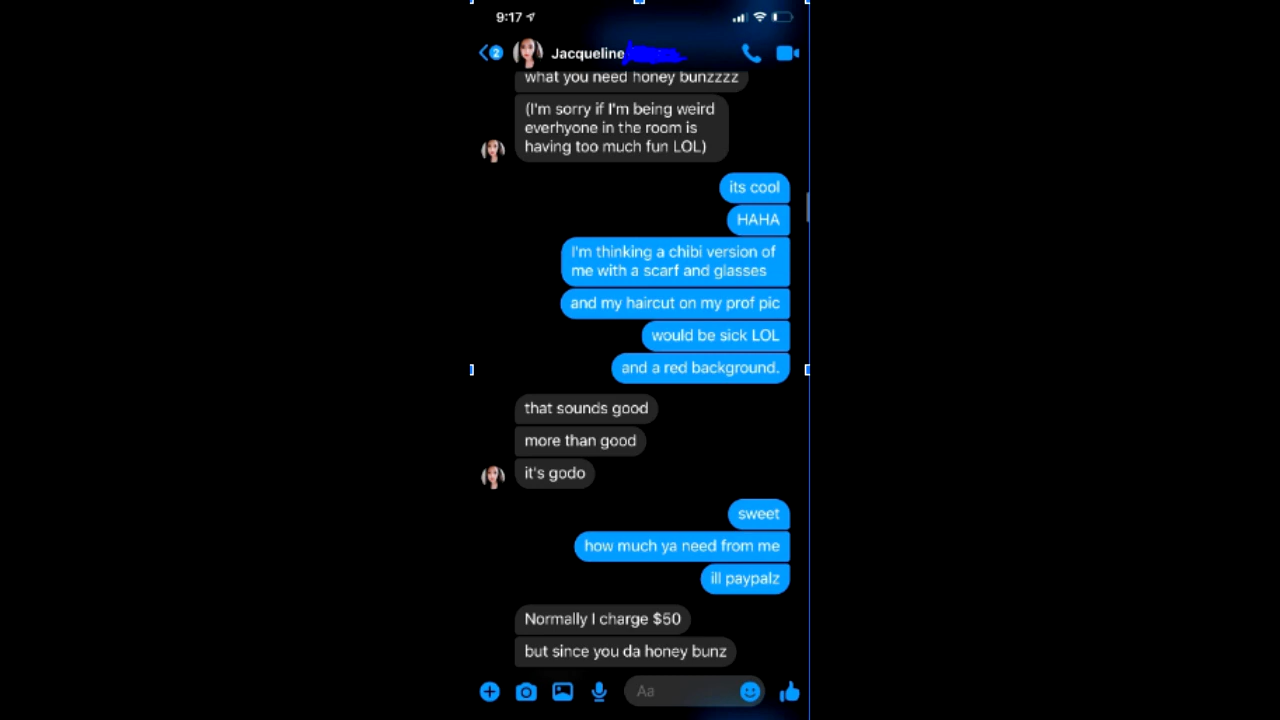 9:17
2
Jacqueline
what you need honey bunzzzz
(I'm sorry if I'm being weird
everhyone in the room is
having too much fun LOL)
its cool
HAHA
I'm thinking a chibi version of
me with a scarf and glasses
and my haircut on my prof pic
would be sick LOL
and a red background.
that sounds good
more than good
it's godo
sweet
how much ya need from me
ill paypalz
Normally I charge $50
but since you da honey bunz
Aa